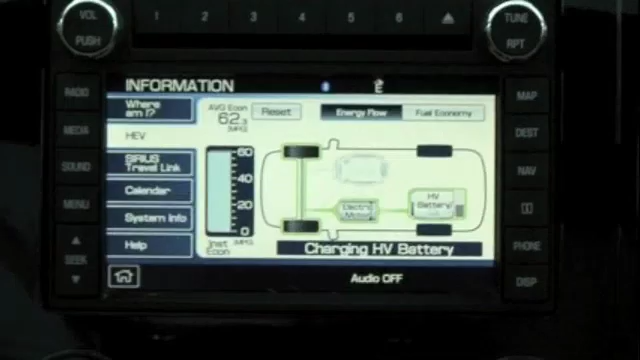 VOL
PUSH
1 2 3 4 5 6
TUNE
RPT
RADIO
MEDIA
SOUND
MENU
SEEK
MAP
DEST
NAV
PHONE
DISP
INFORMATION
E
Where
am I?
HEV
SIRIUS
Travel Link
Calendar
System Info
Help
AVG Econ
62.3
MPG
Reset
Energy Flow
Fuel Economy
60
40
20
0
Inst
Econ
MPG
Electric
Motor
HV
Battery
Charging HV Battery
Audio OFF